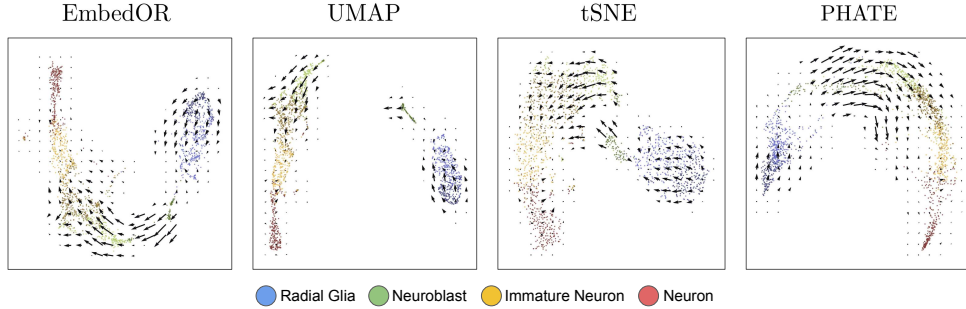 EmbedOR UMAP tSNE PHATE
Radial Glia Neuroblast Immature Neuron Neuron